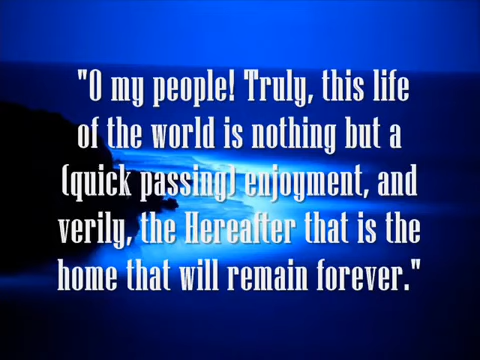 "O my people! Truly, this life
of the world is nothing but a
(quick passing) enjoyment, and
verily, the Hereafter that is the
home that will remain forever."